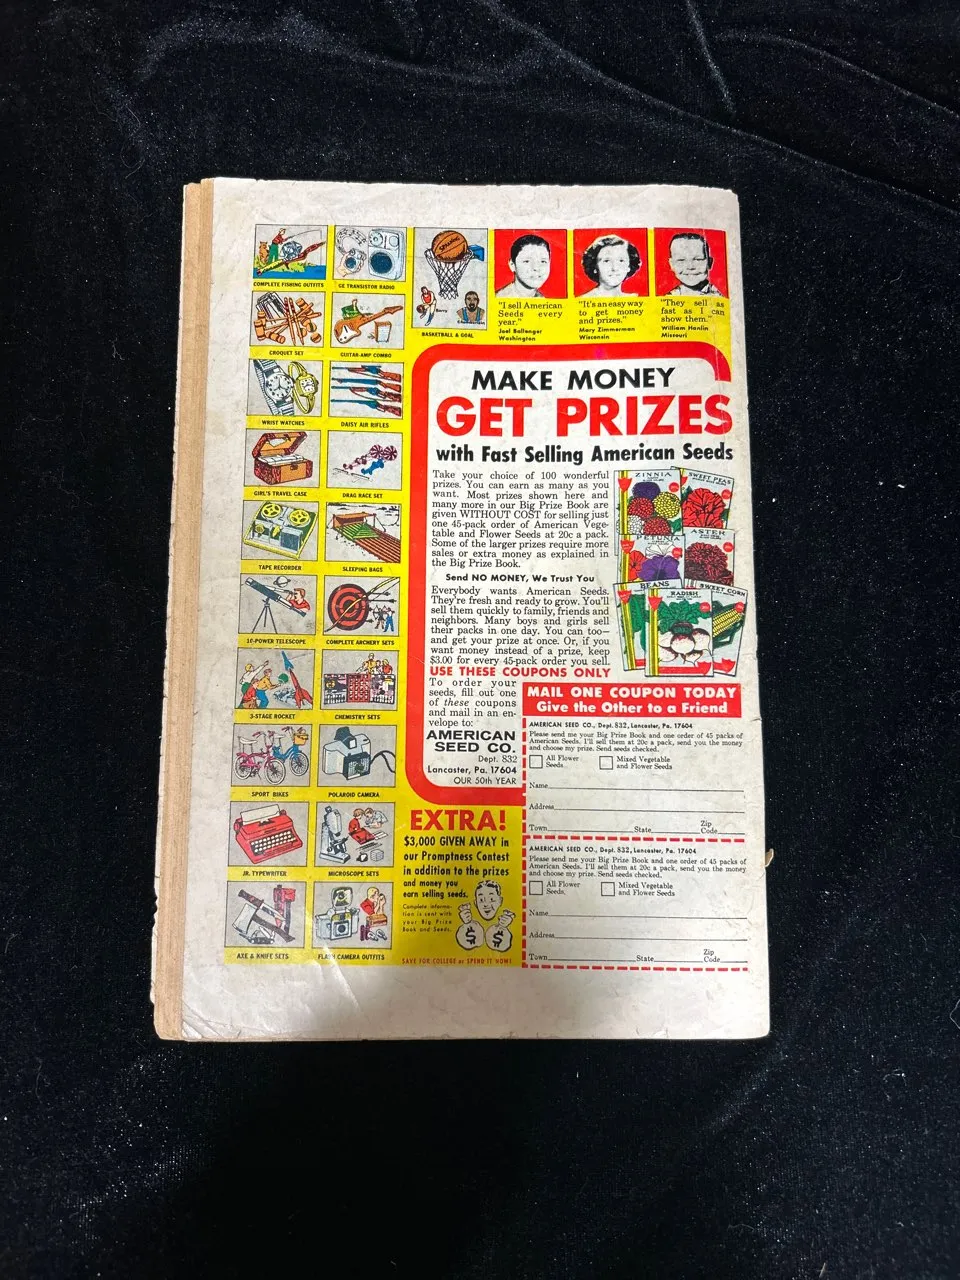 COMPLETE FISHING OUTFITS
GE TRANSISTOR RADIO
SPALDING
BASKETBALL & GOAL
CROQUET SET
GUITAR-AMP COMBO
WRIST WATCHES
DAISY AIR RIFLES
GIRL'S TRAVEL CASE
DRAG RACE SET
TAPE RECORDER
SLEEPING BAGS
10-POWER TELESCOPE
COMPLETE ARCHERY SETS
3-STAGE ROCKET
CHEMISTRY SETS
SPORT BIKES
POLAROID CAMERA
JR. TYPEWRITER
MICROSCOPE SETS
AXE & KNIFE SETS
FLASH CAMERA OUTFITS
"I sell American
Seeds every
year."
Joel Ballenger
Washington
"It's an easy way
to get money
and prizes."
Mary Zimmerman
Wisconsin
"They sell as
fast as I can
show them."
William Hanlin
Missouri
MAKE MONEY
GET PRIZES
with Fast Selling American Seeds
Take your choice of 100 wonderful
prizes. You can earn as many as you
want. Most prizes shown here and
many more in our Big Prize Book are
given WITHOUT COST for selling just
one 45-pack order of American Vege-
table and Flower Seeds at 20c a pack.
Some of the larger prizes require more
sales or extra money as explained in
the Big Prize Book.
Send NO MONEY, We Trust You
Everybody wants American Seeds.
They're fresh and ready to grow. You'll
sell them quickly to family, friends and
neighbors. Many boys and girls sell
their packs in one day. You can too—
and get your prize at once. Or, if you
want money instead of a prize, keep
$3.00 for every 45-pack order you sell.
USE THESE COUPONS ONLY
To order your
seeds, fill out one
of these coupons
and mail in an en-
velope to:
AMERICAN
SEED CO.
Dept. 832
Lancaster, Pa. 17604
OUR 50th YEAR
ZINNIA
SWEET PEAS
PETUNIA
ASTER
BEANS
RADISH
SWEET CORN
MAIL ONE COUPON TODAY
Give the Other to a Friend
AMERICAN SEED CO., Dept. 832, Lancaster, Pa. 17604
Please send me your Big Prize Book and one order of 45 packs of
American Seeds. I'll sell them at 20c a pack, send you the money
and choose my prize. Send seeds checked.
All Flower
Seeds
Mixed Vegetable
and Flower Seeds
Name
Address
Town State Zip Code
AMERICAN SEED CO., Dept. 832, Lancaster, Pa. 17604
Please send me your Big Prize Book and one order of 45 packs of
American Seeds. I'll sell them at 20c a pack, send you the money
and choose my prize. Send seeds checked.
All Flower
Seeds.
Mixed Vegetable
and Flower Seeds
Name
Address
Town State Zip Code
EXTRA!
$3,000 GIVEN AWAY in
our Promptness Contest
in addition to the prizes
and money you
earn selling seeds.
Complete informa-
tion is sent with
your Big Prize
Book and Seeds.
$ $
SAVE FOR COLLEGE or SPEND IT NOW!